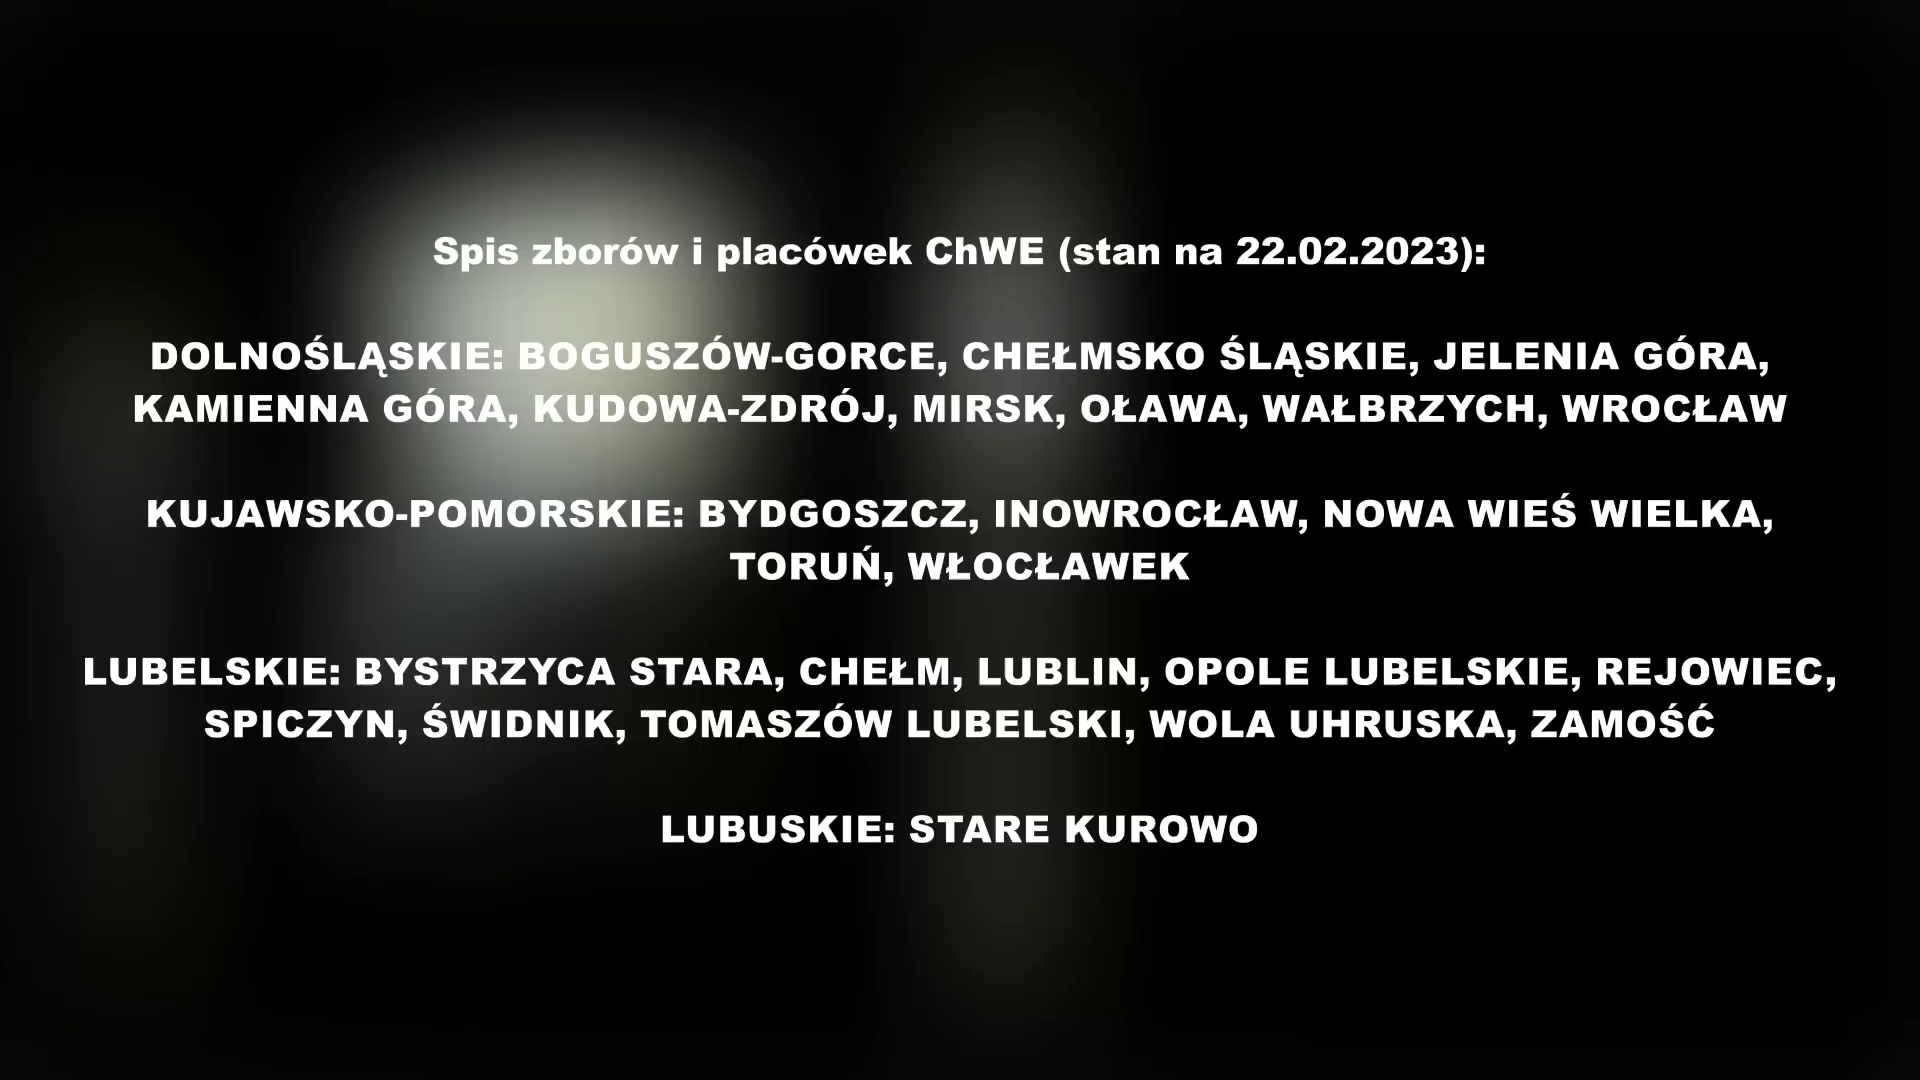 Spis zborów i placówek ChWE (stan na 22.02.2023):
DOLNOŚLĄSKIE: BOGUSZÓW-GORCE, CHEŁMSKO ŚLĄSKIE, JELENIA GÓRA,
KAMIENNA GÓRA, KUDOWA-ZDRÓJ, MIRSK, OŁAWA, WAŁBRZYCH, WROCŁAW
KUJAWSKO-POMORSKIE: BYDGOSZCZ, INOWROCŁAW, NOWA WIEŚ WIELKA,
TORUŃ, WŁOCŁAWEK
LUBELSKIE: BYSTRZYCA STARA, CHEŁM, LUBLIN, OPOLE LUBELSKIE, REJOWIEC,
SPICZYN, ŚWIDNIK, TOMASZÓW LUBELSKI, WOLA UHRUSKA, ZAMOŚĆ
LUBUSKIE: STARE KUROWO